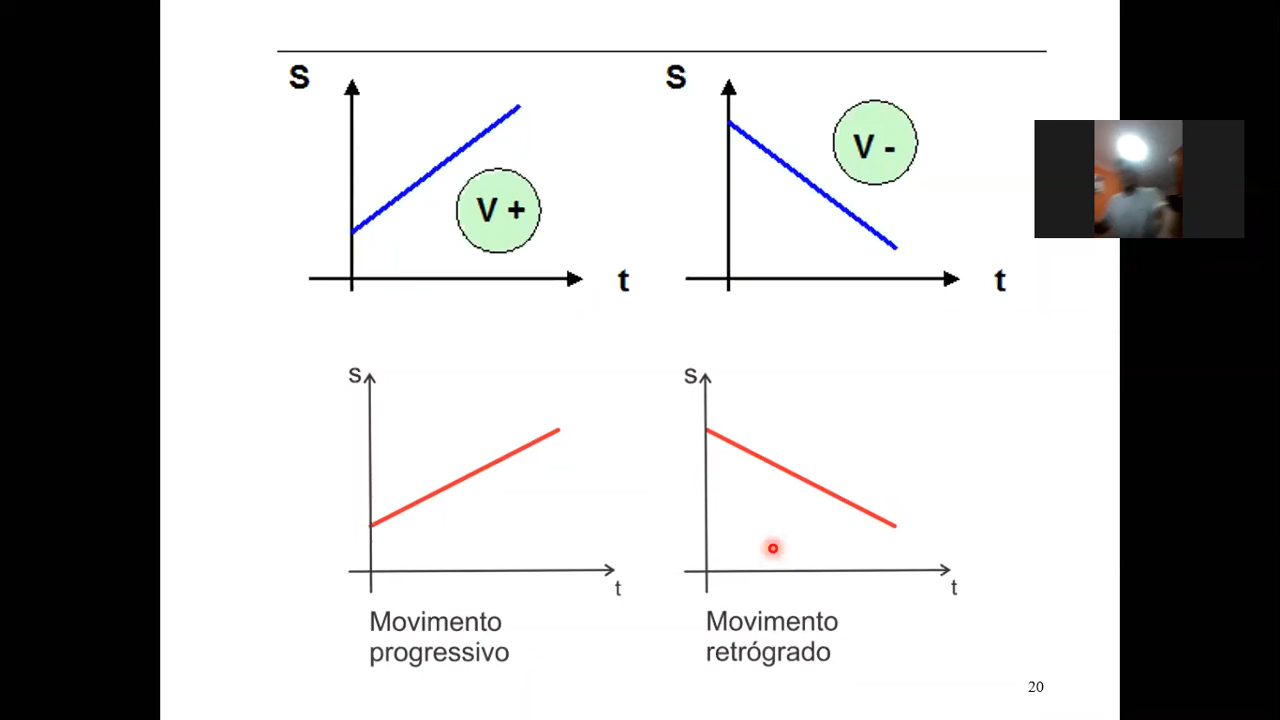 S
S
V +
V -
t
t
s
s
t
t
Movimento
progressivo
Movimento
retrógrado
20